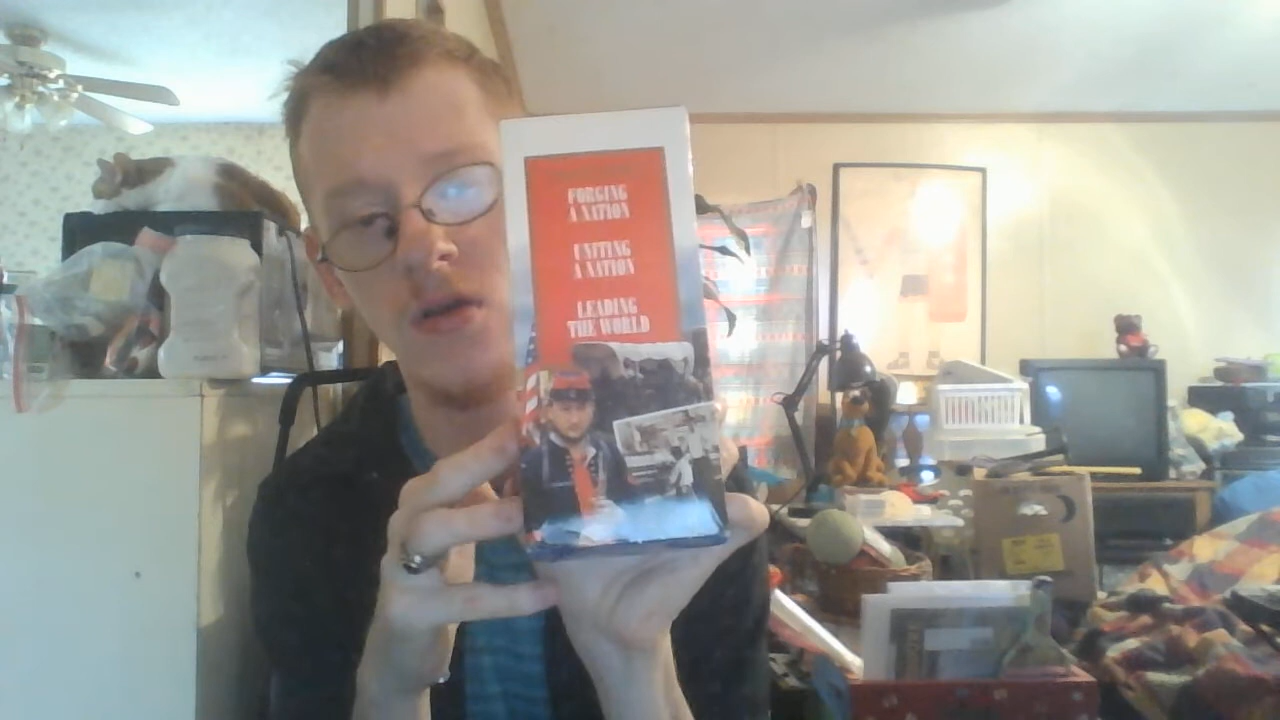 FORGING
A NATION
UNITING
A NATION
LEADING
THE WORLD